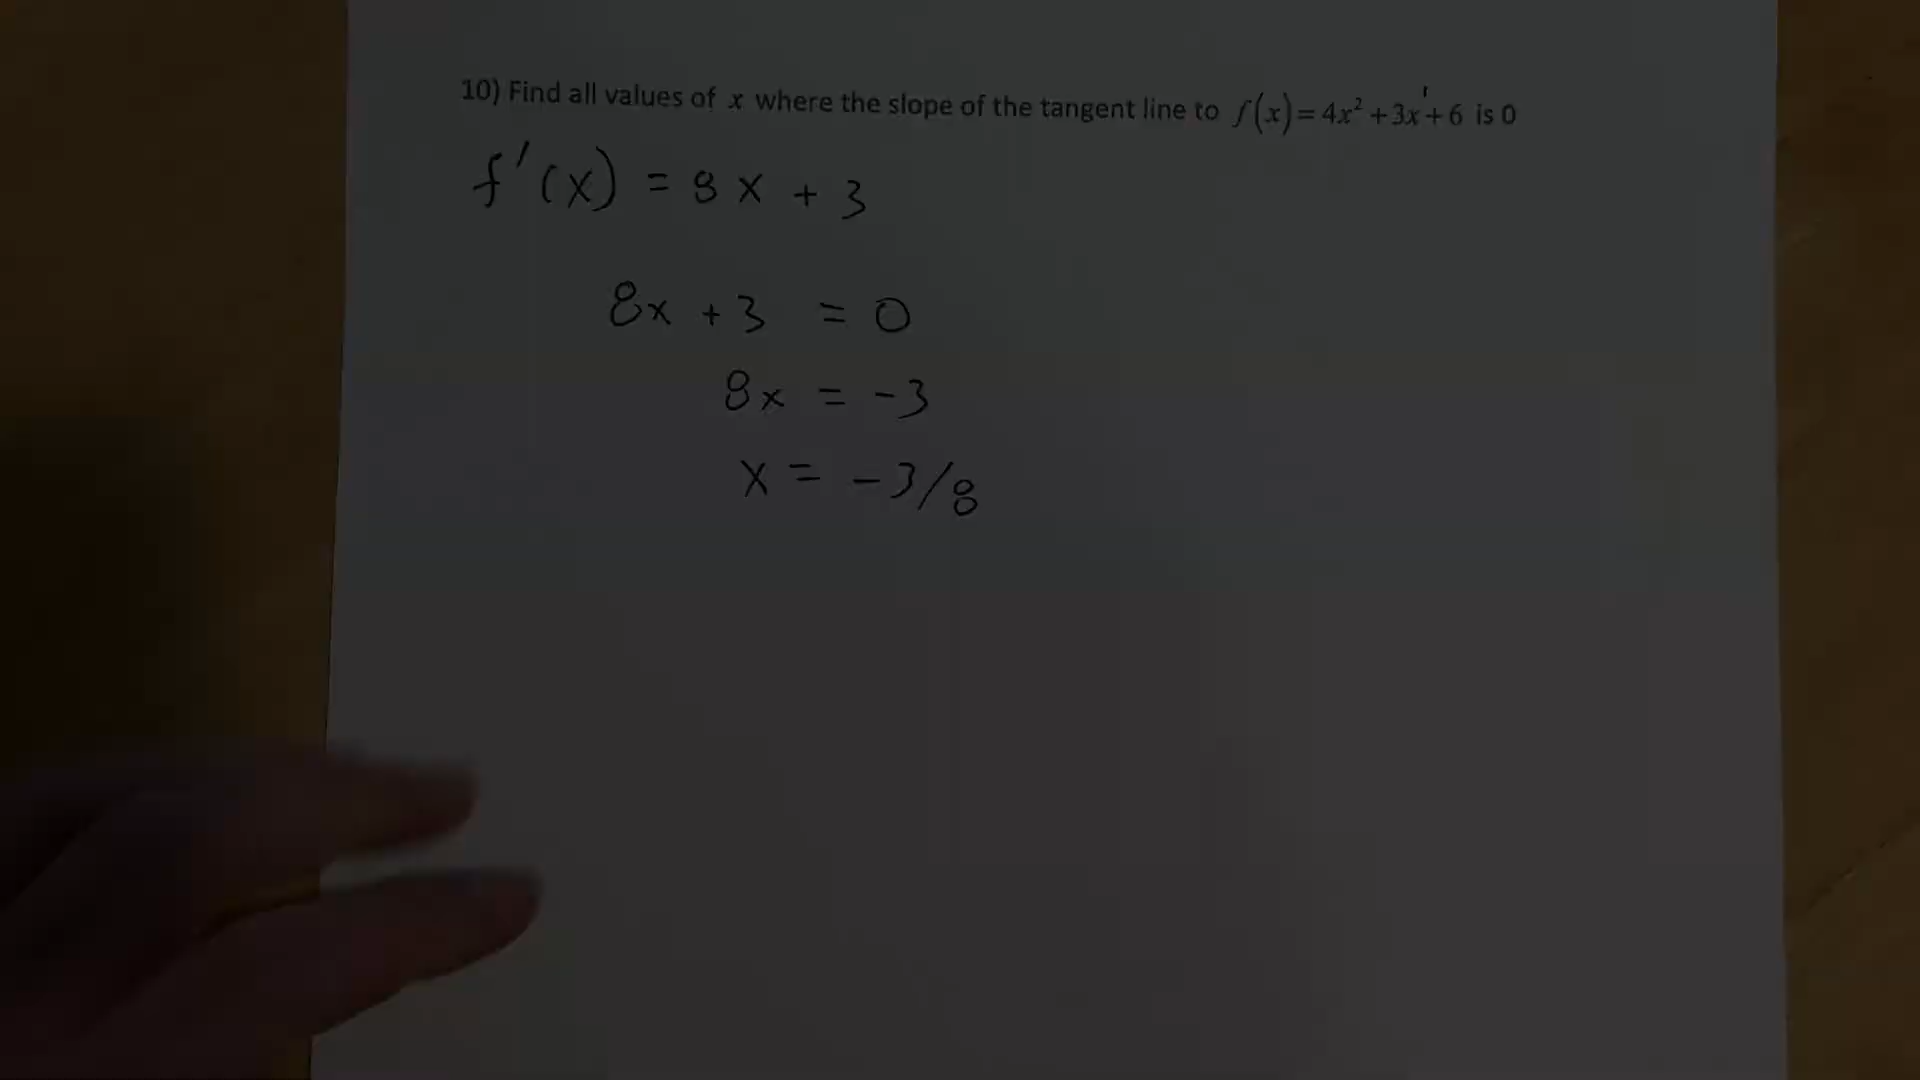 10) Find all values of x where the slope of the tangent line to f(x)=4x²+3x+6 is 0
f'(x) = 8x + 3
8x + 3 = 0
8x = -3
x = -3/8